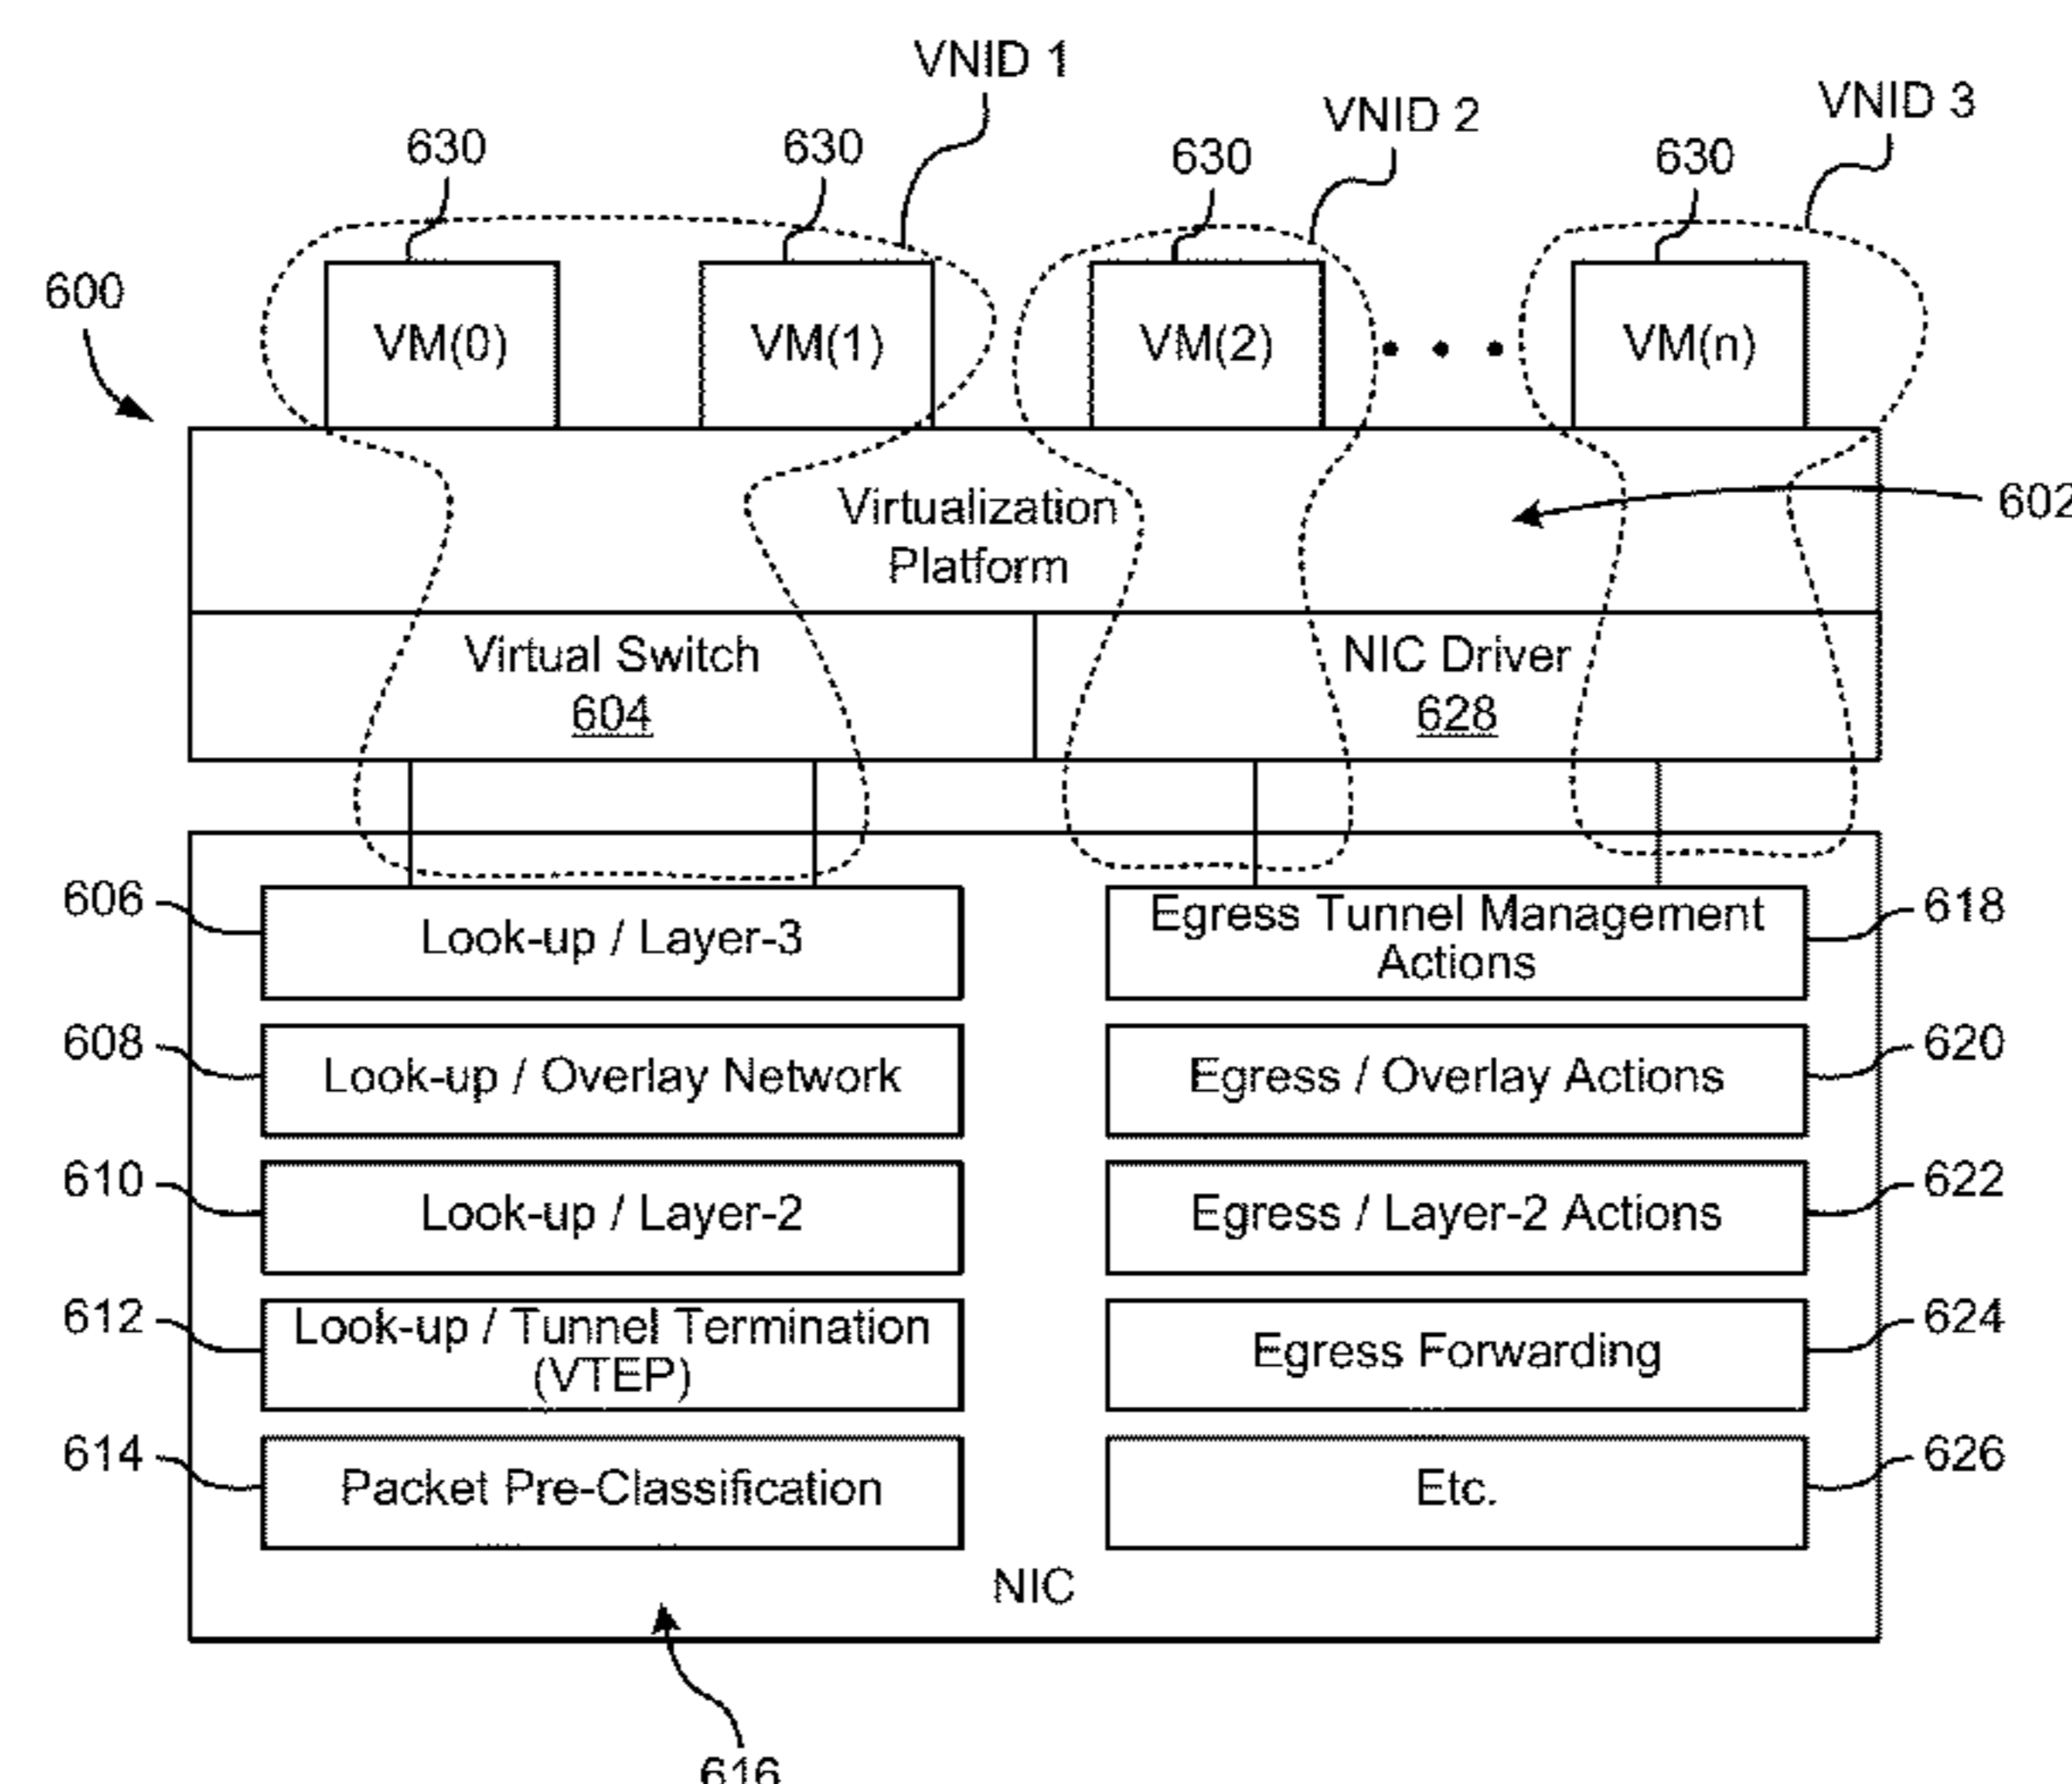 VNID 1
VNID 2
VNID 3
630
630
630
630
600
VM(0)
VM(1)
VM(2)
VM(n)
Virtualization
Platform
602
Virtual Switch
604
NIC Driver
628
606
Look-up / Layer-3
Egress Tunnel Management
Actions
618
608
Look-up / Overlay Network
Egress / Overlay Actions
620
610
Look-up / Layer-2
Egress / Layer-2 Actions
622
612
Look-up / Tunnel Termination
(VTEP)
Egress Forwarding
624
614
Packet Pre-Classification
Etc.
626
NIC
616